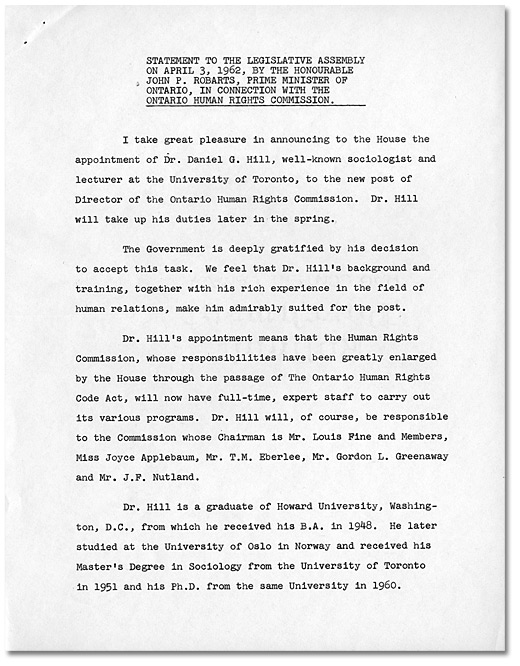 STATEMENT TO THE LEGISLATIVE ASSEMBLY
ON APRIL 3, 1962, BY THE HONOURABLE
JOHN P. ROBARTS, PRIME MINISTER OF
ONTARIO, IN CONNECTION WITH THE
ONTARIO HUMAN RIGHTS COMMISSION.
I take great pleasure in announcing to the House the
appointment of Dr. Daniel G. Hill, well-known sociologist and
lecturer at the University of Toronto, to the new post of
Director of the Ontario Human Rights Commission. Dr. Hill
will take up his duties later in the spring.
The Government is deeply gratified by his decision
to accept this task. We feel that Dr. Hill's background and
training, together with his rich experience in the field of
human relations, make him admirably suited for the post.
Dr. Hill's appointment means that the Human Rights
Commission, whose responsibilities have been greatly enlarged
by the House through the passage of The Ontario Human Rights
Code Act, will now have full-time, expert staff to carry out
its various programs. Dr. Hill will, of course, be responsible
to the Commission whose Chairman is Mr. Louis Fine and Members,
Miss Joyce Applebaum, Mr. T.M. Eberlee, Mr. Gordon L. Greenaway
and Mr. J.F. Nutland.
Dr. Hill is a graduate of Howard University, Washing-
ton, D.C., from which he received his B.A. in 1948. He later
studied at the University of Oslo in Norway and received his
Master's Degree in Sociology from the University of Toronto
in 1951 and his Ph.D. from the same University in 1960.